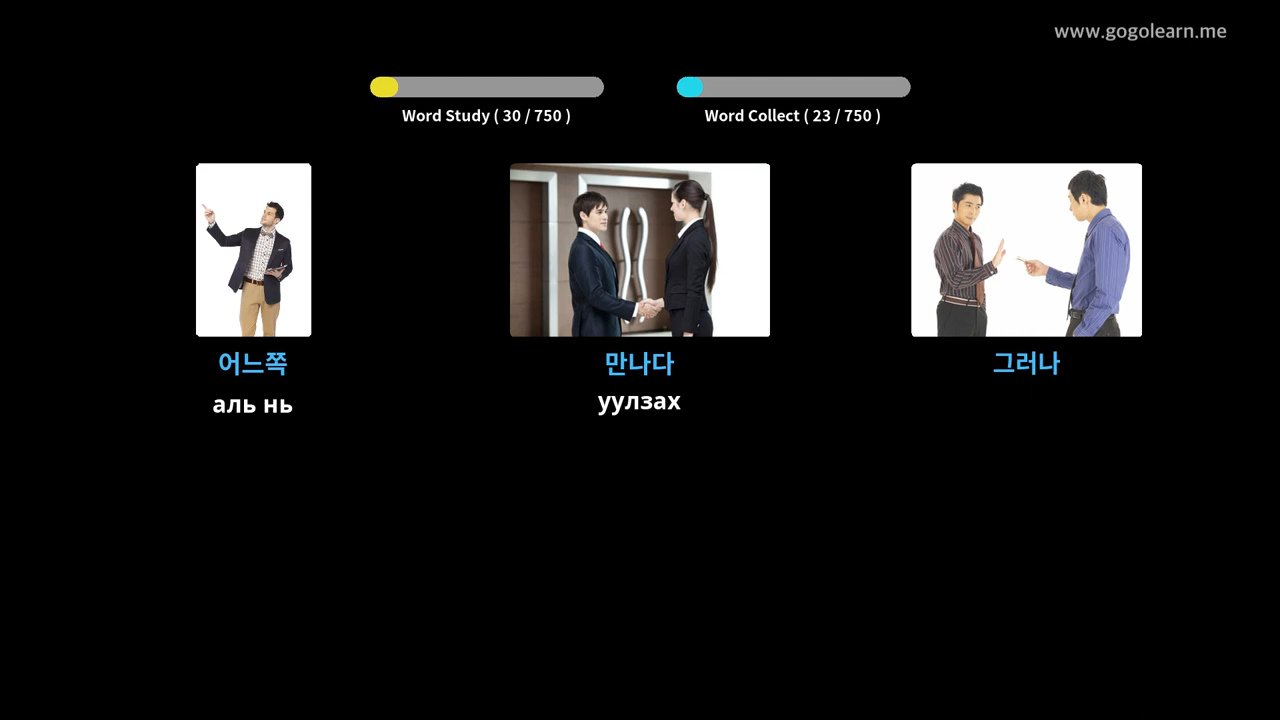 www.gogolearn.me
Word Study ( 30 / 750 )
Word Collect ( 23 / 750 )
어느쪽
만나다
그러나
аль нь
уулзах